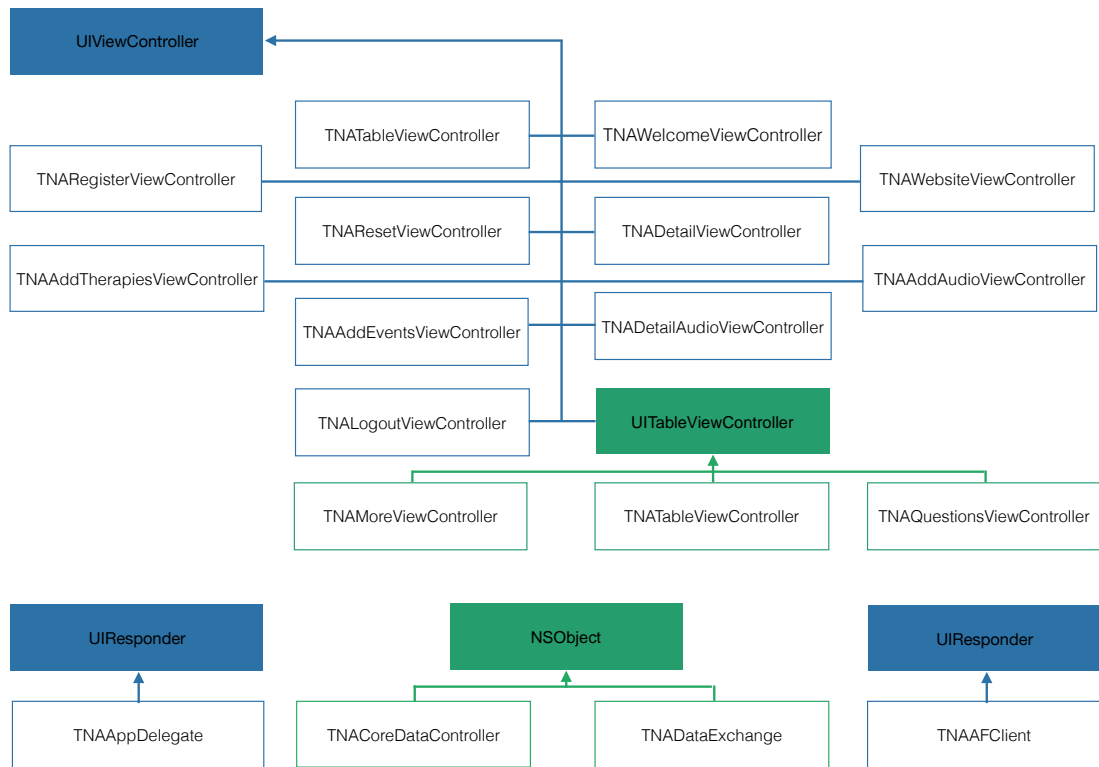 UIViewController
TNATableViewController
TNAWelcomeViewController
TNARegisterViewController
TNAWebsiteViewController
TNAResetViewController
TNADetailViewController
TNAAddTherapiesViewController
TNAAddAudioViewController
TNAAddEventsViewController
TNADetailAudioViewController
TNALogoutViewController
UITableViewController
TNAMoreViewController
TNATableViewController
TNAQuestionsViewController
UIResponder
NSObject
UIResponder
TNAAppDelegate
TNACoreDataController
TNADataExchange
TNAAFClient